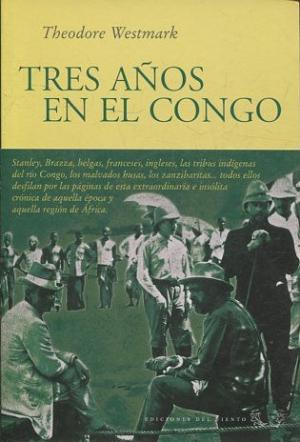 Theodore Westmark
TRES AÑOS
EN EL CONGO
Stanley, Brazza, belgas, franceses, ingleses, las tribus indígenas
del río Congo, los malvados husas, los zanzibaritas... todos ellos
desfilan por las páginas de esta extraordinaria e insólita
crónica de aquella época y
aquella región de África.
EDICIONES DEL VIENTO